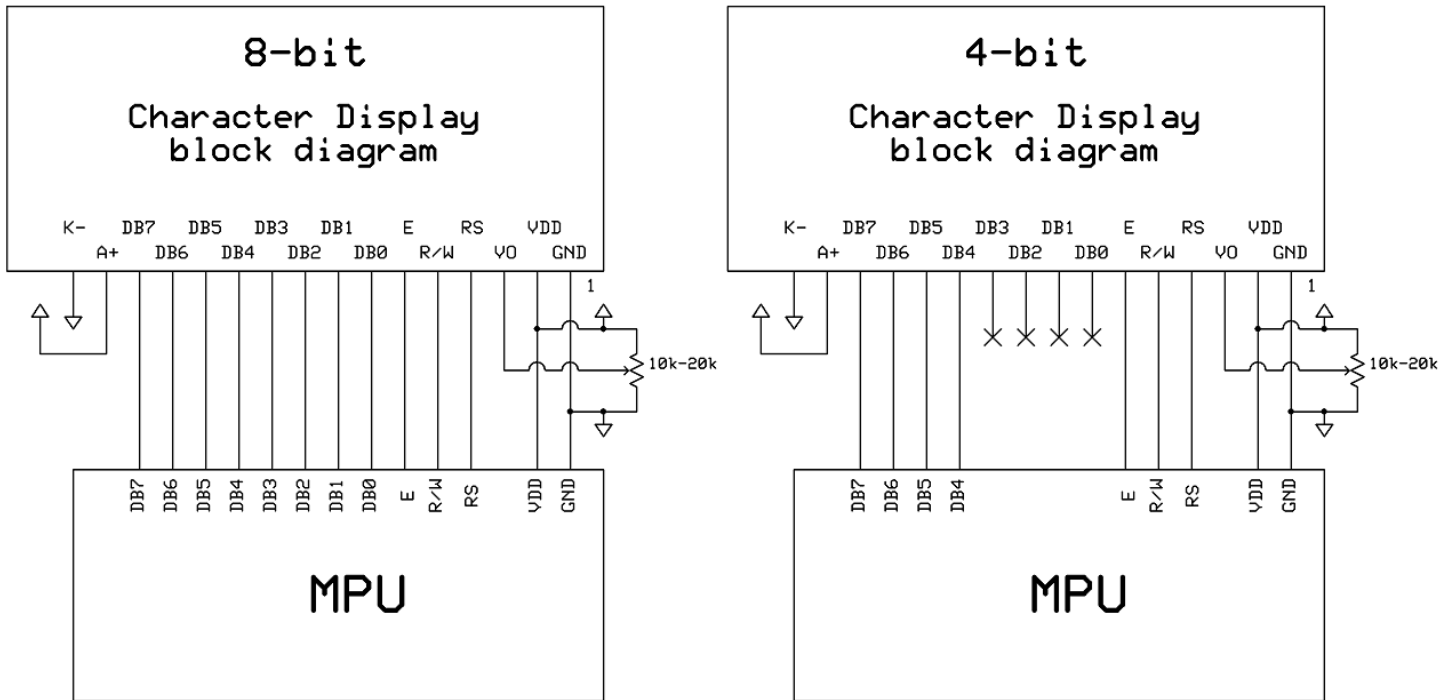 8-bit
Character Display
block diagram
K- DB7 DB5 DB3 DB1 E RS VDD
A+ DB6 DB4 DB2 DB0 R/W VO GND
1
10k-20k
DB7 DB6 DB5 DB4 DB3 DB2 DB1 DB0 E R/W RS VDD GND
MPU
4-bit
Character Display
block diagram
K- DB7 DB5 DB3 DB1 E RS VDD
A+ DB6 DB4 DB2 DB0 R/W VO GND
1
10k-20k
DB7 DB6 DB5 DB4 E R/W RS VDD GND
MPU